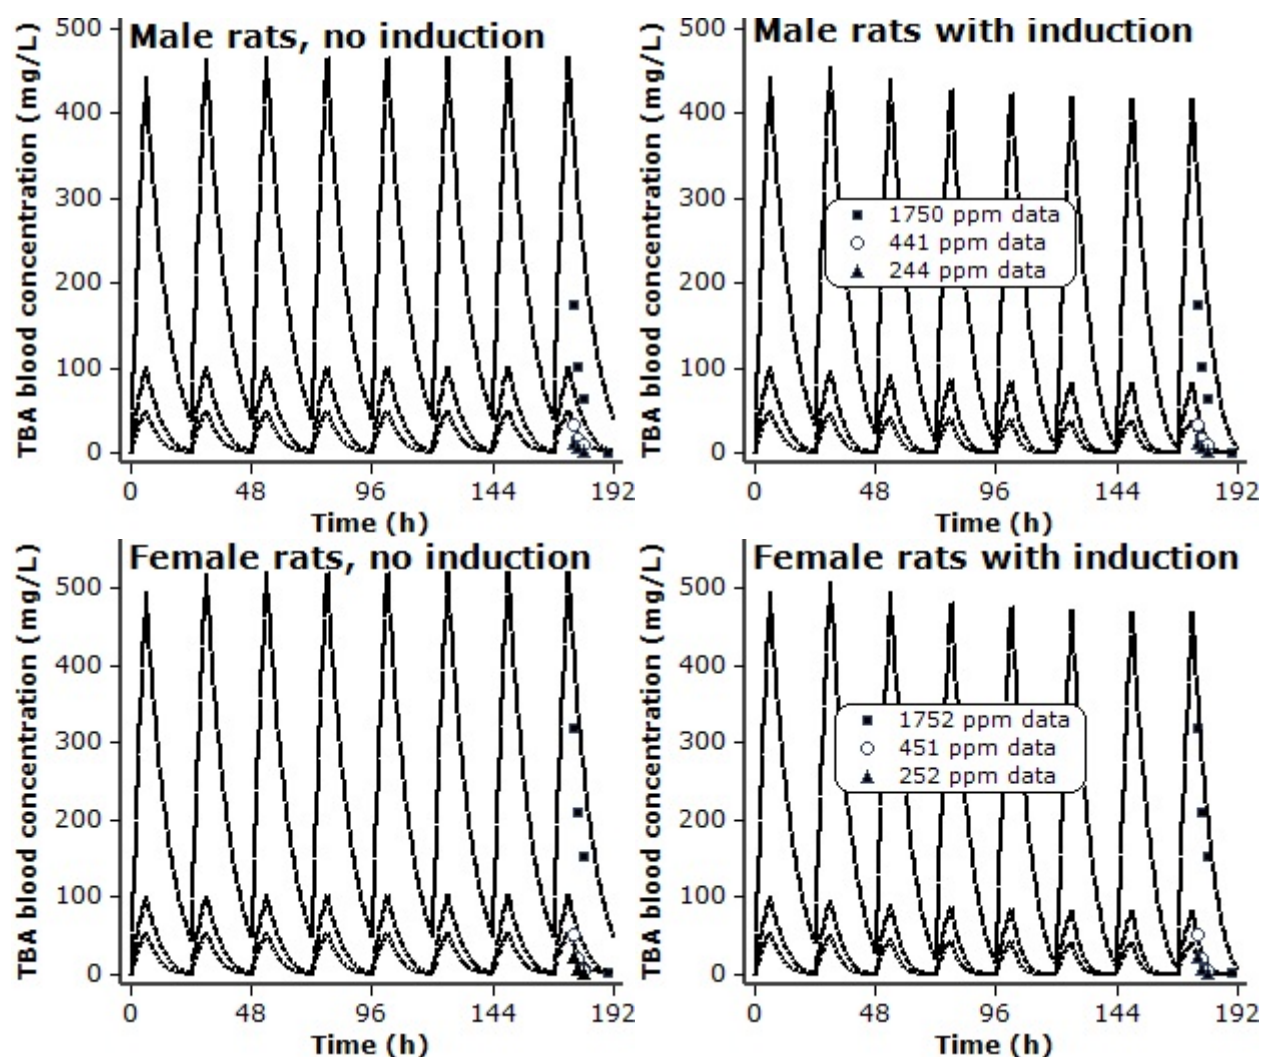 Male rats, no induction
TBA blood concentration (mg/L)
500
400
300
200
100
0
0 48 96 144 192
Time (h)
Male rats with induction
TBA blood concentration (mg/L)
500
400
300
200
100
0
1750 ppm data
441 ppm data
244 ppm data
0 48 96 144 192
Time (h)
Female rats, no induction
TBA blood concentration (mg/L)
500
400
300
200
100
0
0 48 96 144 192
Time (h)
Female rats with induction
TBA blood concentration (mg/L)
500
400
300
200
100
0
1752 ppm data
451 ppm data
252 ppm data
0 48 96 144 192
Time (h)